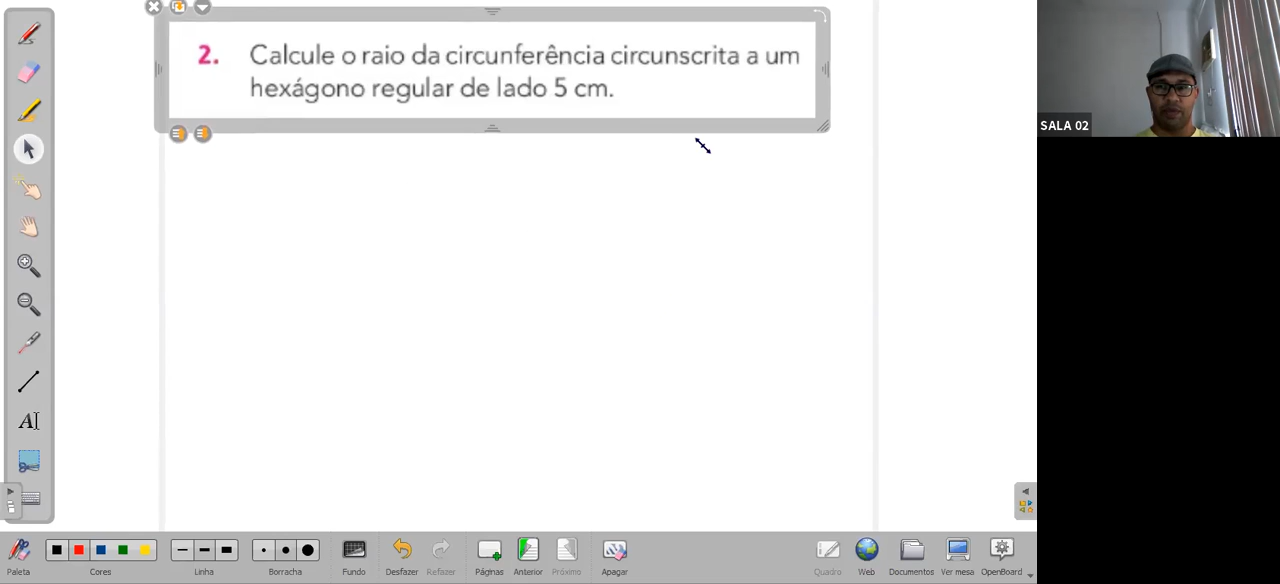 2. Calcule o raio da circunferência circunscrita a um
hexágono regular de lado 5 cm.
SALA 02
A
Paleta
Cores
Linha
Borracha
Fundo
Desfazer
Refazer
Páginas
Anterior
Próximo
Apagar
Quadro
Web
Documentos
Ver mesa
OpenBoard